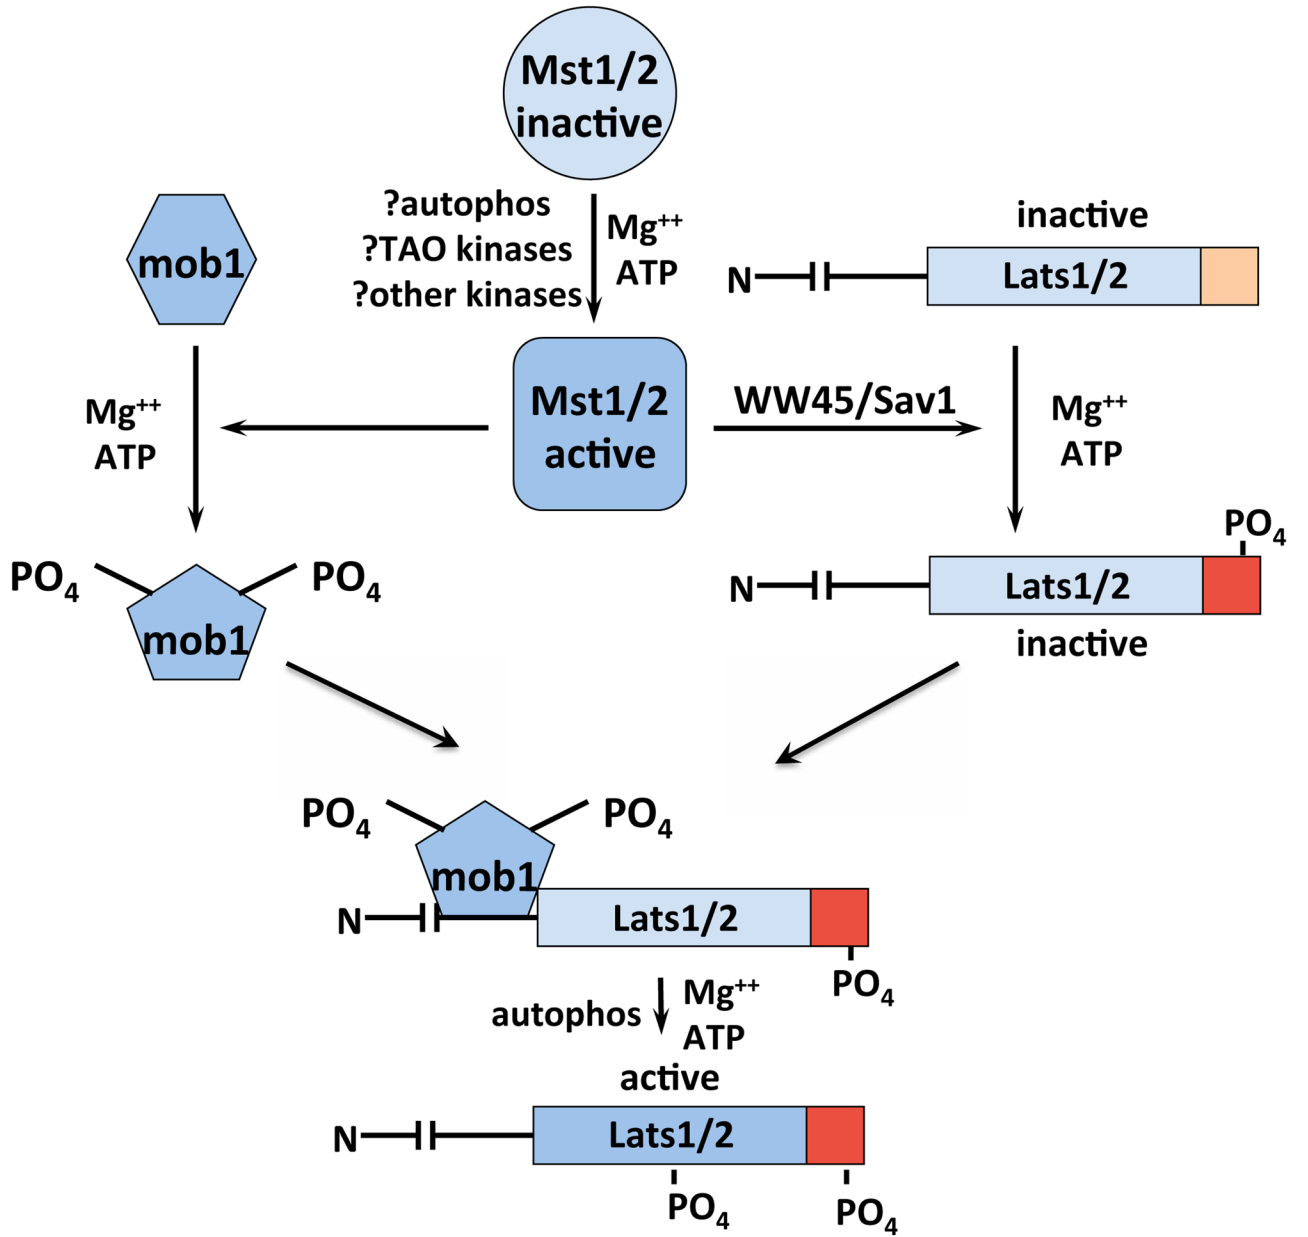 Mst1/2
inactive
?autophos
?TAO kinases
?other kinases
Mg++
ATP
mob1
inactive
N
Lats1/2
Mst1/2
active
WW45/Sav1
Mg++
ATP
Mg++
ATP
PO4
PO4
mob1
PO4
N
Lats1/2
inactive
PO4
PO4
mob1
N
Lats1/2
PO4
autophos
Mg++
ATP
active
N
Lats1/2
PO4
PO4